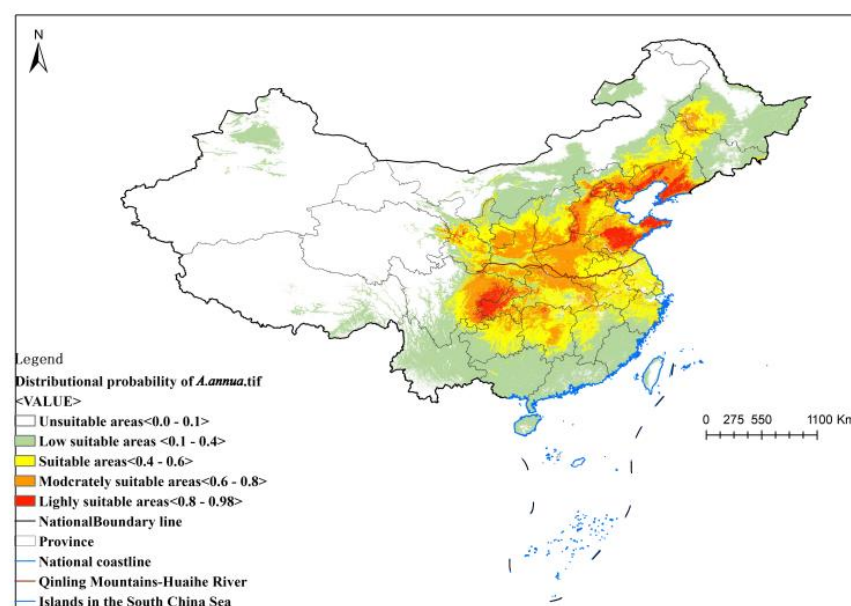 N
Legend
Distributional probability of A.annua.tif
<VALUE>
Unsuitable areas<0.0 - 0.1>
Low suitable areas <0.1 - 0.4>
Suitable areas<0.4 - 0.6>
Modcrately suitable areas<0.6 - 0.8>
Lighly suitable areas<0.8 - 0.98>
NationalBoundary line
Province
National coastline
Qinling Mountains-Huaihe River
Islands in the South China Sea
0 275 550 1100 Km